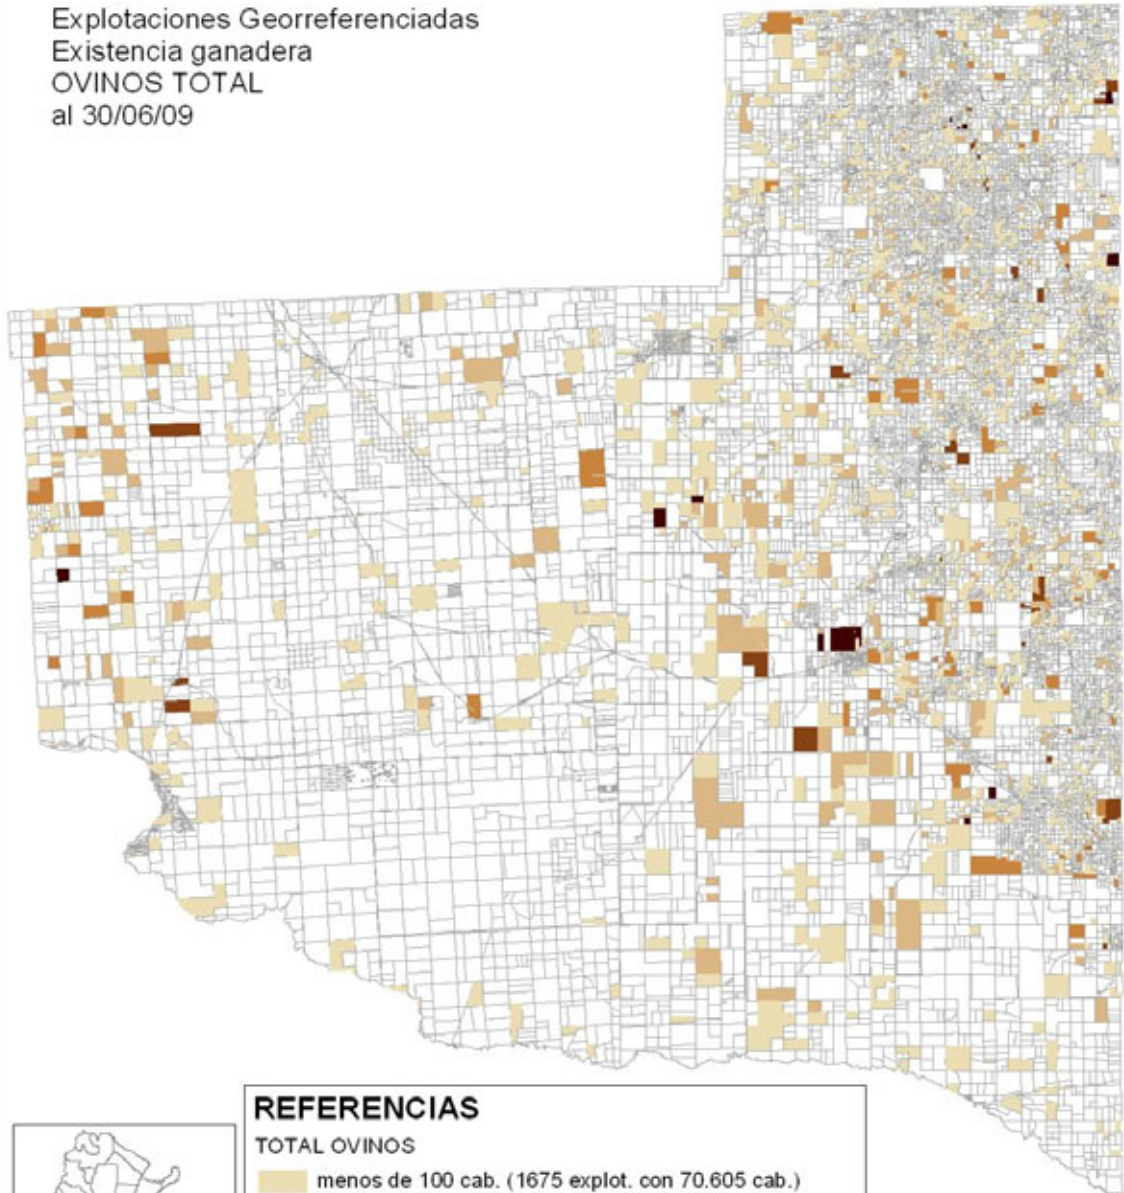 Explotaciones Georreferenciadas
Existencia ganadera
OVINOS TOTAL
al 30/06/09
REFERENCIAS
TOTAL OVINOS
menos de 100 cab. (1675 explot. con 70.605 cab.)